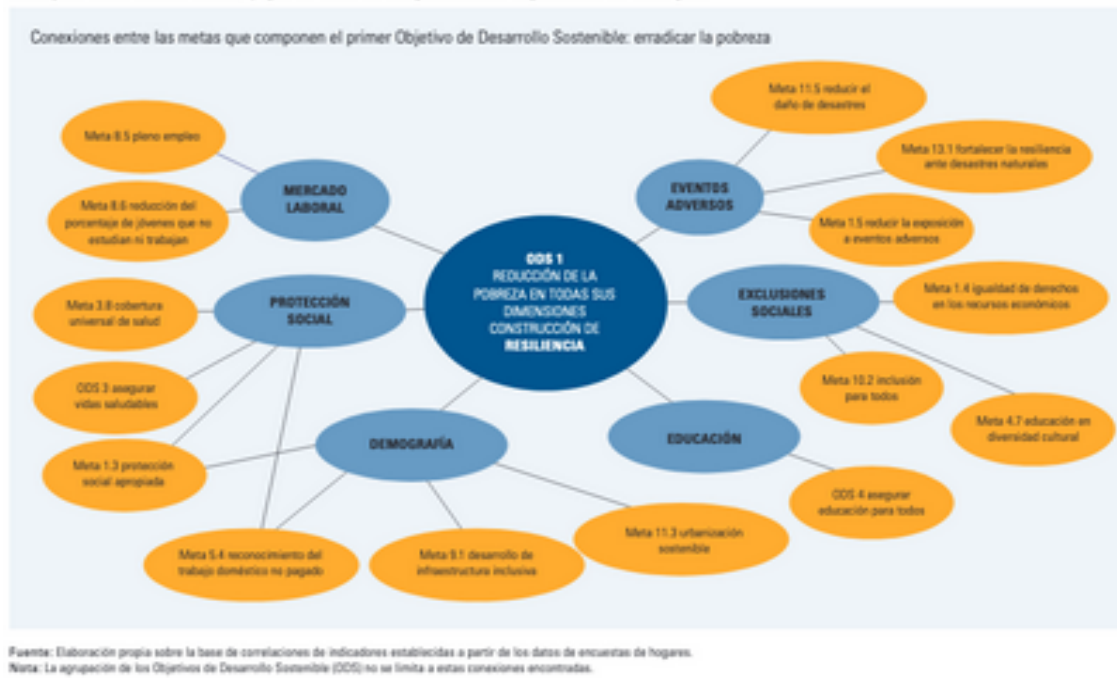 Conexiones entre las metas que componen el primer Objetivo de Desarrollo Sostenible: erradicar la pobreza
Meta 11.5 reducir el
daño de desastres
Meta 8.5 pleno empleo
Meta 13.1 fortalecer la resiliencia
ante desastres naturales
MERCADO
LABORAL
EVENTOS
ADVERSOS
Meta 8.6 reducción del
porcentaje de jóvenes que no
estudian ni trabajan
Meta 1.5 reducir la exposición
a eventos adversos
ODS 1
REDUCCIÓN DE LA
POBREZA EN TODAS SUS
DIMENSIONES
CONSTRUCCIÓN DE
RESILIENCIA
Meta 3.8 cobertura
universal de salud
PROTECCIÓN
SOCIAL
EXCLUSIONES
SOCIALES
Meta 1.4 igualdad de derechos
en los recursos económicos
ODS 3 asegurar
vidas saludables
Meta 10.2 inclusión
para todos
Meta 4.7 educación en
diversidad cultural
DEMOGRAFÍA
EDUCACIÓN
Meta 1.3 protección
social apropiada
ODS 4 asegurar
educación para todos
Meta 5.4 reconocimiento del
trabajo doméstico no pagado
Meta 9.1 desarrollo de
infraestructura inclusiva
Meta 11.3 urbanización
sostenible
Fuente: Elaboración propia sobre la base de correlaciones de indicadores establecidas a partir de los datos de encuestas de hogares.
Nota: La agrupación de los Objetivos de Desarrollo Sostenible (ODS) no se limita a estas conexiones encontradas.